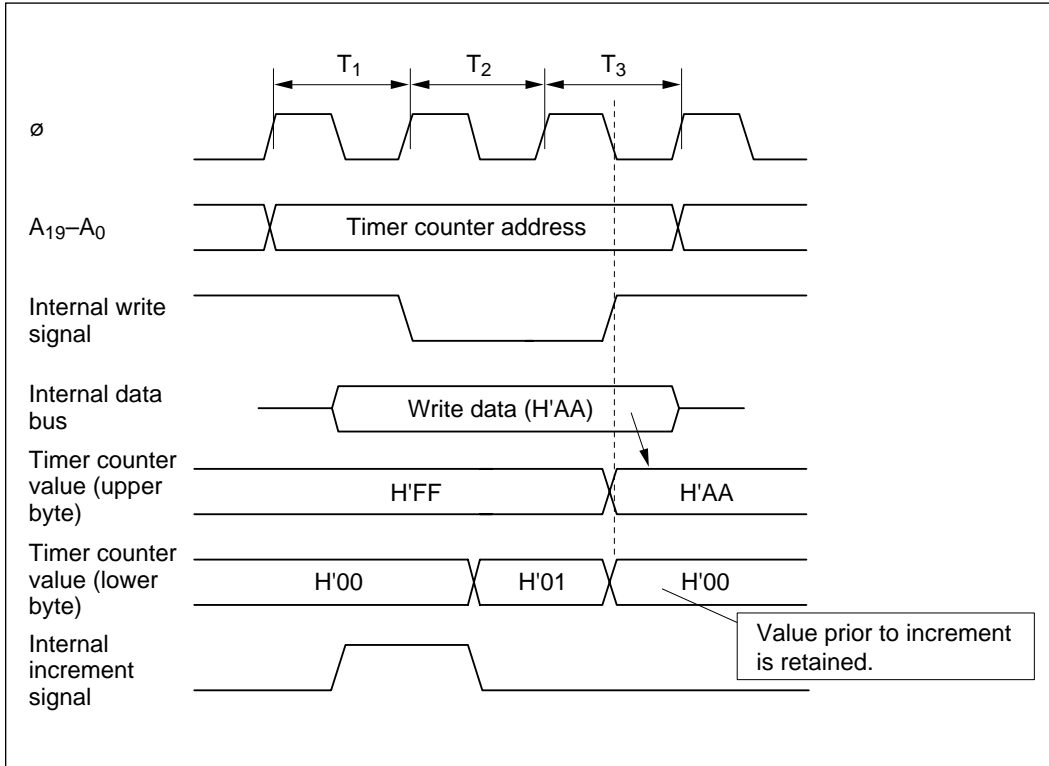 T1 T2 T3
ø
A19–A0
Timer counter address
Internal write
signal
Internal data
bus
Write data (H'AA)
Timer counter
value (upper
byte)
H'FF
H'AA
Timer counter
value (lower
byte)
H'00
H'01
H'00
Value prior to increment
is retained.
Internal
increment
signal